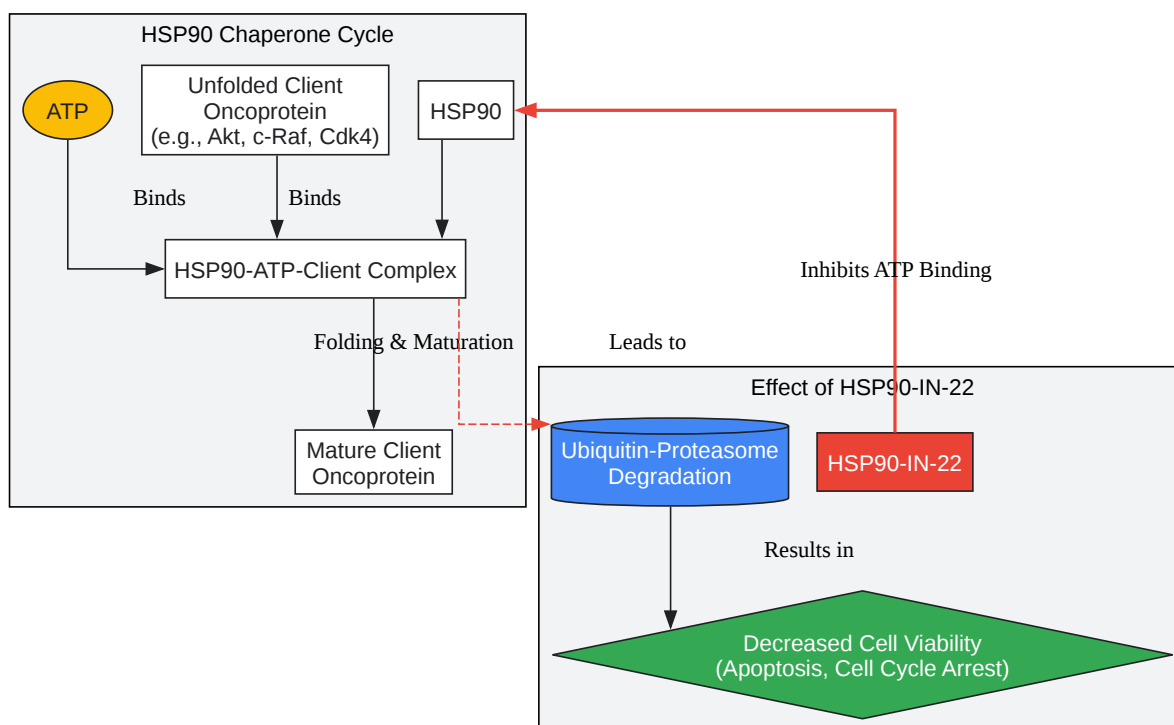 HSP90 Chaperone Cycle
ATP
Unfolded Client
Oncoprotein
(e.g., Akt, c-Raf, Cdk4)
HSP90
Binds
Binds
HSP90-ATP-Client Complex
Inhibits ATP Binding
Folding & Maturation
Leads to
Effect of HSP90-IN-22
Mature Client
Oncoprotein
Ubiquitin-Proteasome
Degradation
HSP90-IN-22
Results in
Decreased Cell Viability
(Apoptosis, Cell Cycle Arrest)